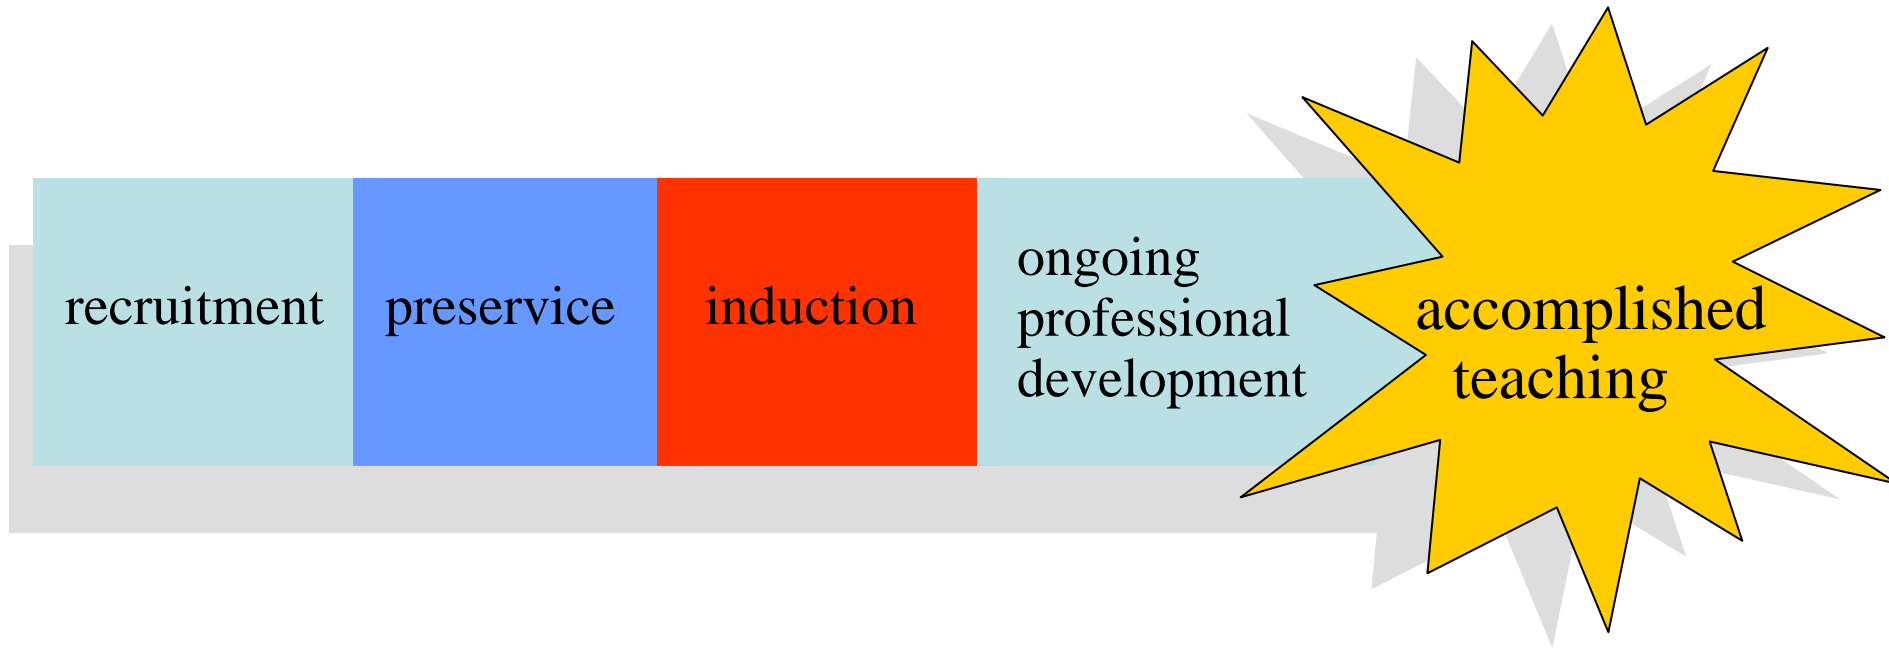 recruitment
preservice
induction
ongoing
professional
development
accomplished
teaching